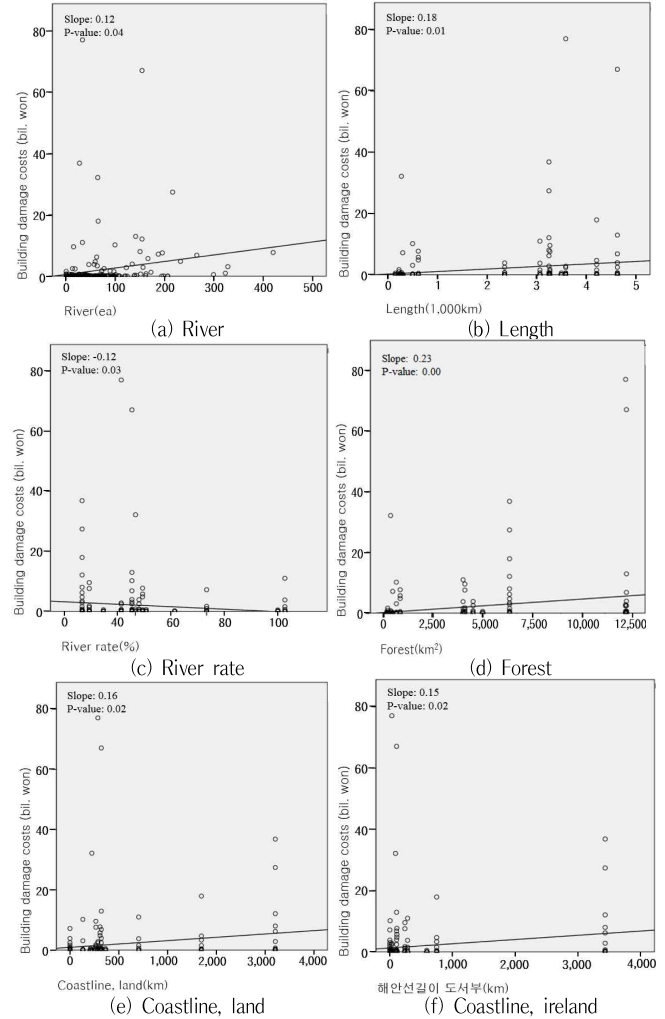 Slope: 0.12
P-value: 0.04
Building damage costs (bil. won)
80
60
40
20
0
0 100 200 300 400 500
River(ea)
(a) River
Slope: 0.18
P-value: 0.01
Building damage costs (bil. won)
80
60
40
20
0
0 1 2 3 4 5
Length(1,000km)
(b) Length
Slope: -0.12
P-value: 0.03
Building damage costs (bil. won)
80
60
40
20
0
0 20 40 60 80 100
River rate(%)
(c) River rate
Slope: 0.23
P-value: 0.00
Building damage costs (bil. won)
80
60
40
20
0
0 2,500 5,000 7,500 10,000 12,500
Forest(km²)
(d) Forest
Slope: 0.16
P-value: 0.02
Building damage costs (bil. won)
80
60
40
20
0
0 500 1,000 2,000 3,000 4,000
Coastline, land(km)
(e) Coastline, land
Slope: 0.15
P-value: 0.02
Building damage costs (bil. won)
80
60
40
20
0
0 1,000 2,000 3,000 4,000
해안선길이 도서부(km)
(f) Coastline, ireland